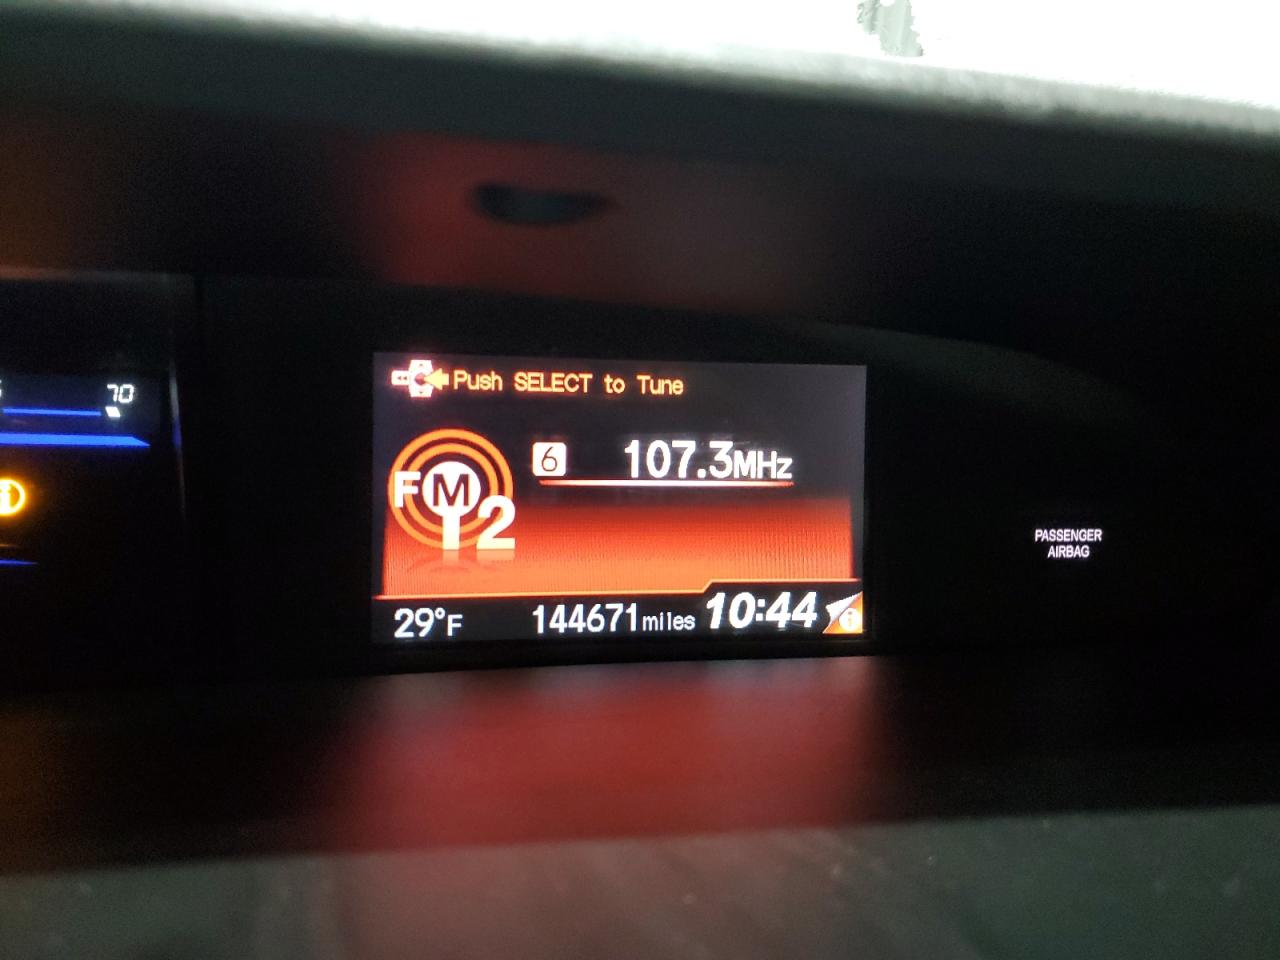 70
Push SELECT to Tune
6 107.3MHz
FM
2
PASSENGER
AIRBAG
29°F 144671miles 10:44
i